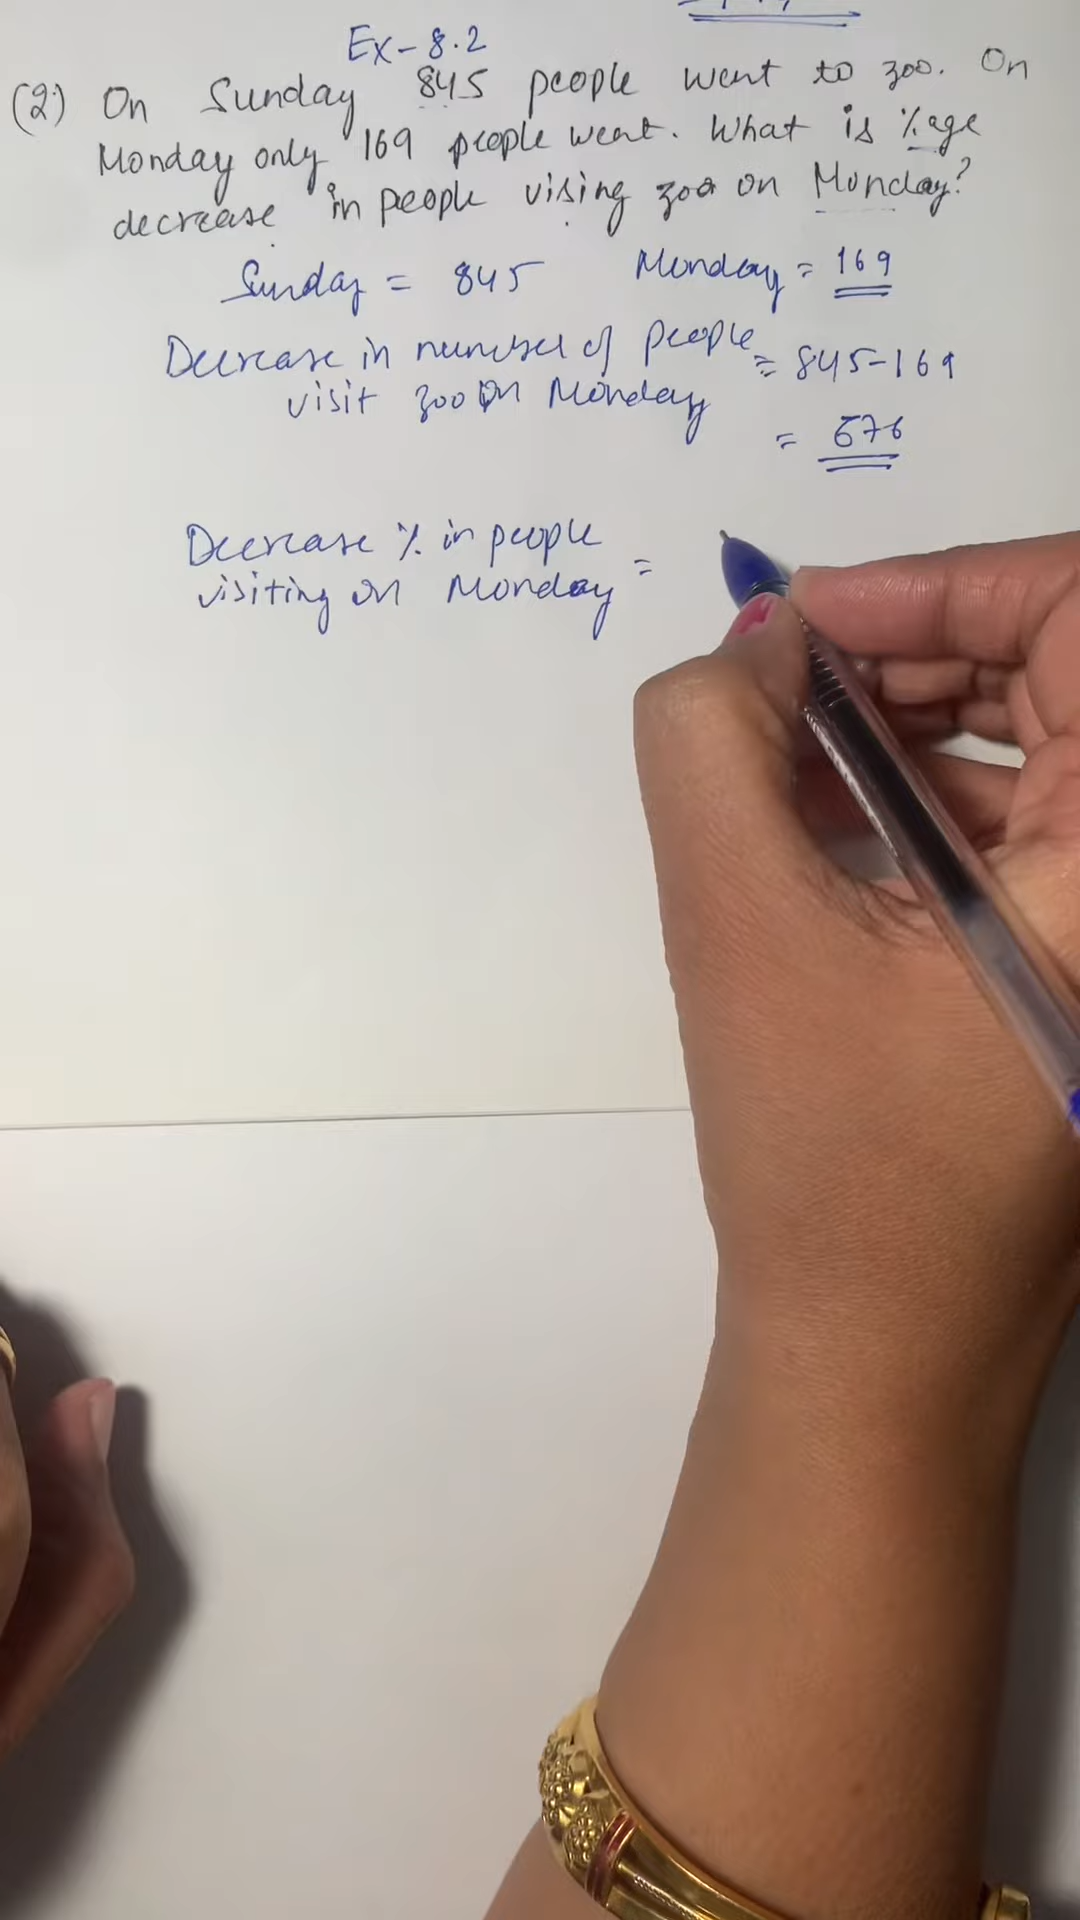 Ex-8.2
(2) On Sunday 845 people went to zoo. On
Monday only 169 people went. What is %age
decrease in people vising zoo on Monday?
Sunday = 845 Monday = 169
Decrease in number of people
visit zoo on Monday = 845-169
= 676
Decrease % in people
visiting on Monday =